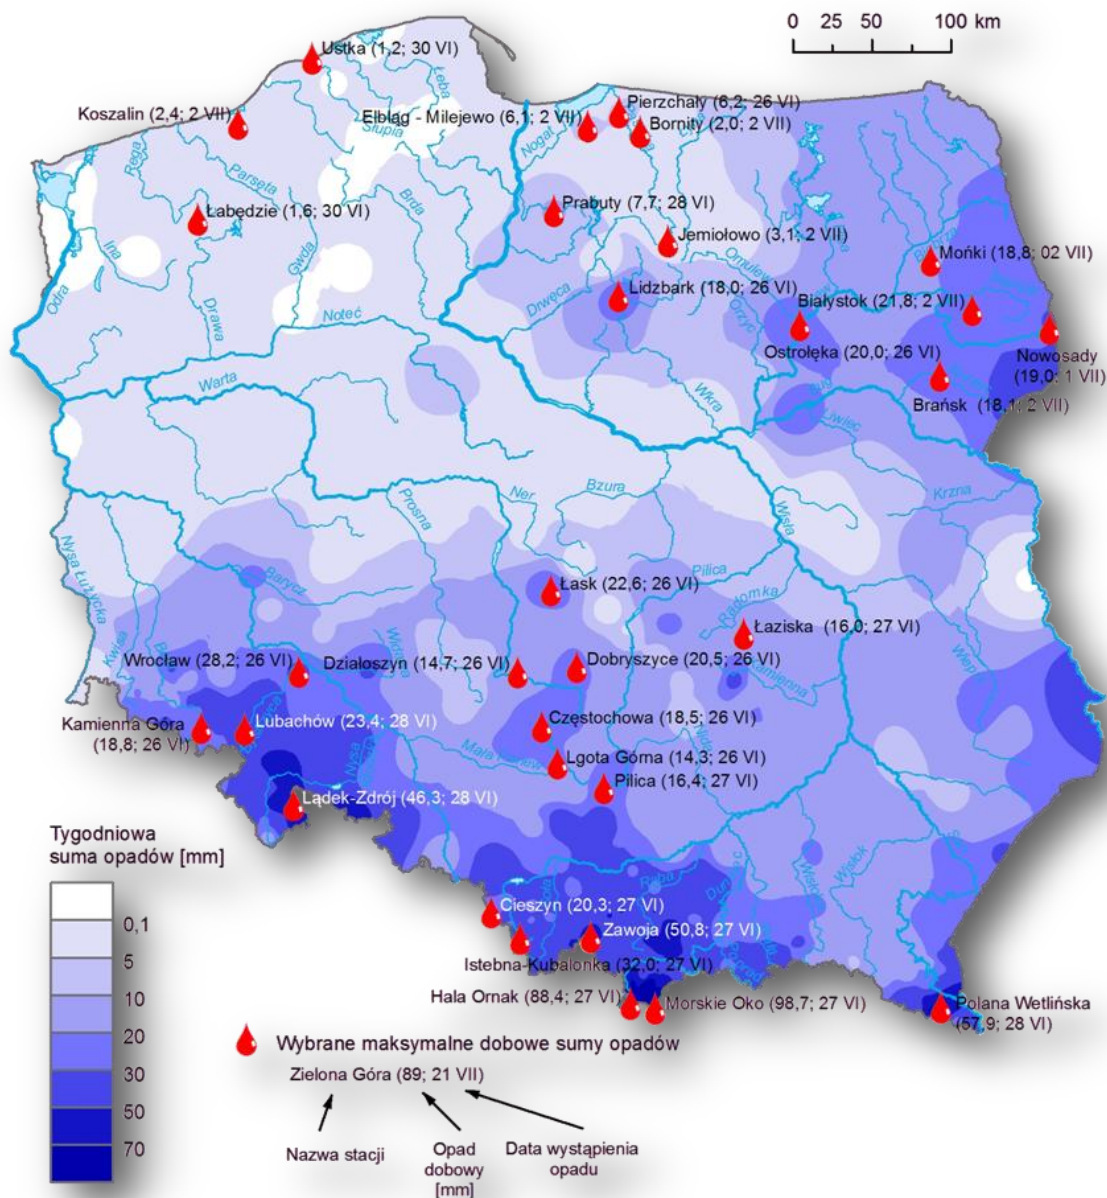 0 25 50 100 km
Ustka (1,2; 30 VI)
Łeba
Pierzchały (6,2; 26 VI)
Koszalin (2,4; 2 VII)
Elbląg - Milejewo (6,1; 2 VII)
Bornity (2,0; 2 VII)
Słupia
Nogat
Rega
Parsęta
Brda
Prabuty (7,7; 28 VI)
Łabędzie (1,6; 30 VI)
Jemiołowo (3,1; 2 VII)
Ina
Gwda
Omulew
Mońki (18,8; 02 VII)
Odra
Drwęca
Lidzbark (18,0; 26 VI)
Białystok (21,8; 2 VII)
Drawa
Noteć
Orzyc
Ostrołęka (20,0; 26 VI)
Nowosady
(19,0; 1 VII)
Warta
Wkra
Brańsk (18,1; 2 VII)
Bug
Liwiec
Ner
Bzura
Krzna
Prosna
Wisła
Nysa Łużycka
Barycz
Pilica
Łask (22,6; 26 VI)
Radomka
Łaziska (16,0; 27 VI)
Kwisa
Widawa
Wieprz
Wrocław (28,2; 26 VI)
Działoszyn (14,7; 26 VI)
Dobryszyce (20,5; 26 VI)
Kamienna
Kamienna Góra
(18,8; 26 VI)
Lubachów (23,4; 28 VI)
Częstochowa (18,5; 26 VI)
Nida
Mała Panew
Lgota Górna (14,3; 26 VI)
Nysa
Pilica (16,4; 27 VI)
Lądek-Zdrój (46,3; 28 VI)
Tygodniowa
suma opadów [mm]
Raba
Dunajec
Wisłoka
Wisłok
Cieszyn (20,3; 27 VI)
Zawoja (50,8; 27 VI)
0,1
Istebna-Kubalonka (32,0; 27 VI)
5
Hala Ornak (88,4; 27 VI)
Morskie Oko (98,7; 27 VI)
Polana Wetlińska
(57,9; 28 VI)
10
20
Wybrane maksymalne dobowe sumy opadów
30
Zielona Góra (89; 21 VII)
50
70
Nazwa stacji
Opad
dobowy
[mm]
Data wystąpienia
opadu